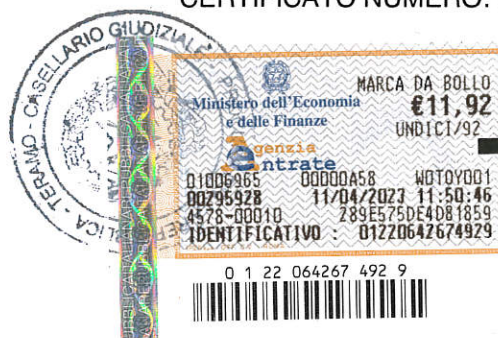 CERTIFICATO NUMERO:
CASELLARIO GIUDIZIALE
TERAMO
MARCA DA BOLLO
Ministero dell'Economia
e delle Finanze
€11,92
UNDICI/92
Agenzia
Entrate
01006965 00000A58 W0TOY001
00295928 11/04/2023 11:50:46
4578-00010 289E575DE4D81859
IDENTIFICATIVO : 01220642674929
0 1 22 064267 492 9